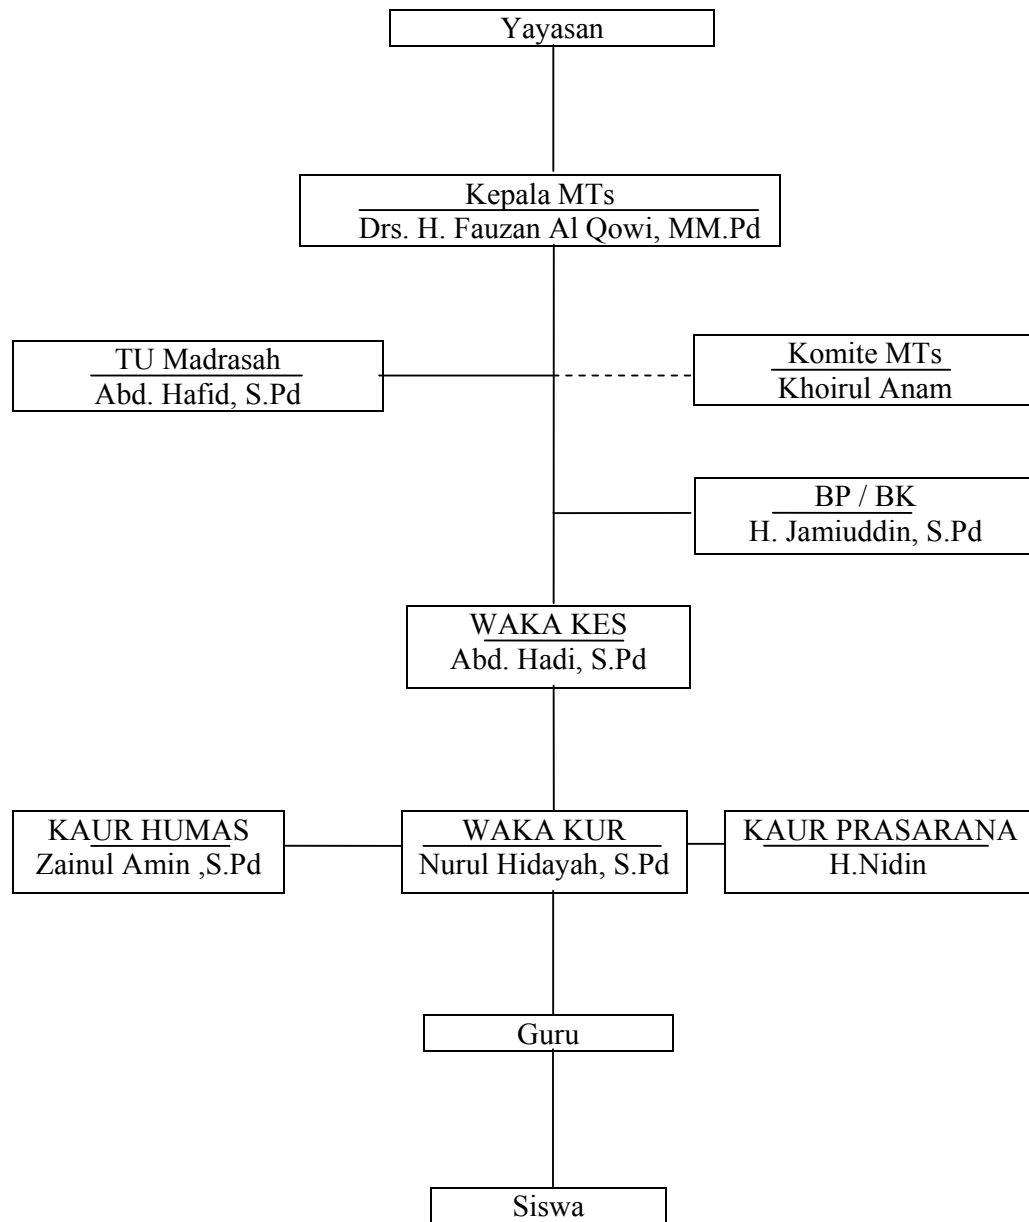 Yayasan
Kepala MTs
Drs. H. Fauzan Al Qowi, MM.Pd
TU Madrasah
Abd. Hafid, S.Pd
Komite MTs
Khoirul Anam
BP / BK
H. Jamiuddin, S.Pd
WAKA KES
Abd. Hadi, S.Pd
KAUR HUMAS
Zainul Amin ,S.Pd
WAKA KUR
Nurul Hidayah, S.Pd
KAUR PRASARANA
H.Nidin
Guru
Siswa